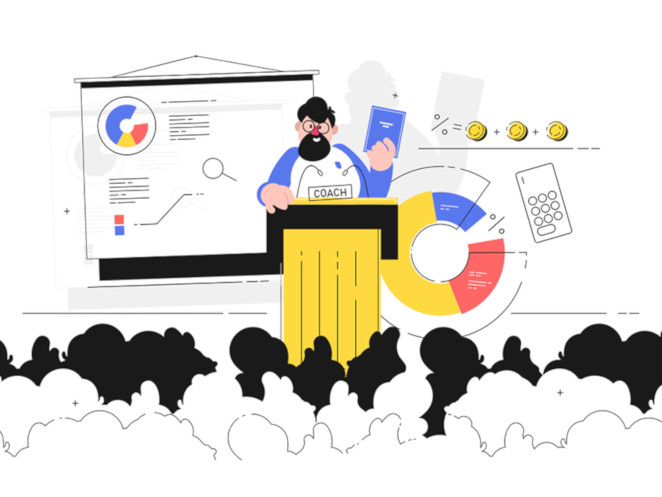 % =
+
+
COACH
%